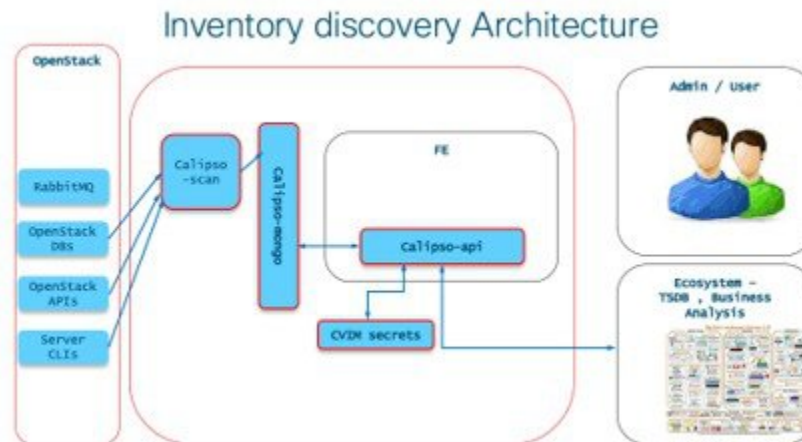 Inventory discovery Architecture
OpenStack
RabbitMQ
OpenStack
DBs
OpenStack
APIs
Server
CLIs
Calipso
-scan
Calipso-mongo
FE
Calipso-api
CVIM secrets
Admin / User
Ecosystem -
TSDB , Business
Analysis